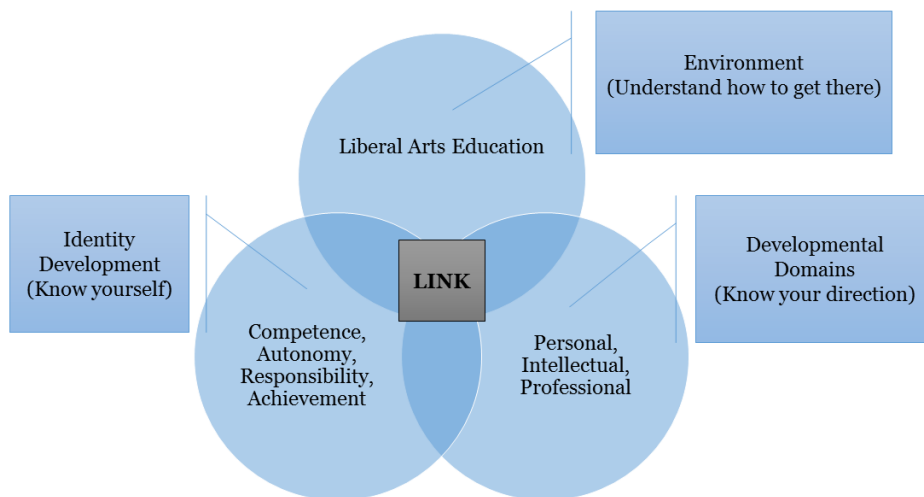 Environment
(Understand how to get there)
Liberal Arts Education
Identity
Development
(Know yourself)
Developmental
Domains
(Know your direction)
LINK
Competence,
Autonomy,
Responsibility,
Achievement
Personal,
Intellectual,
Professional